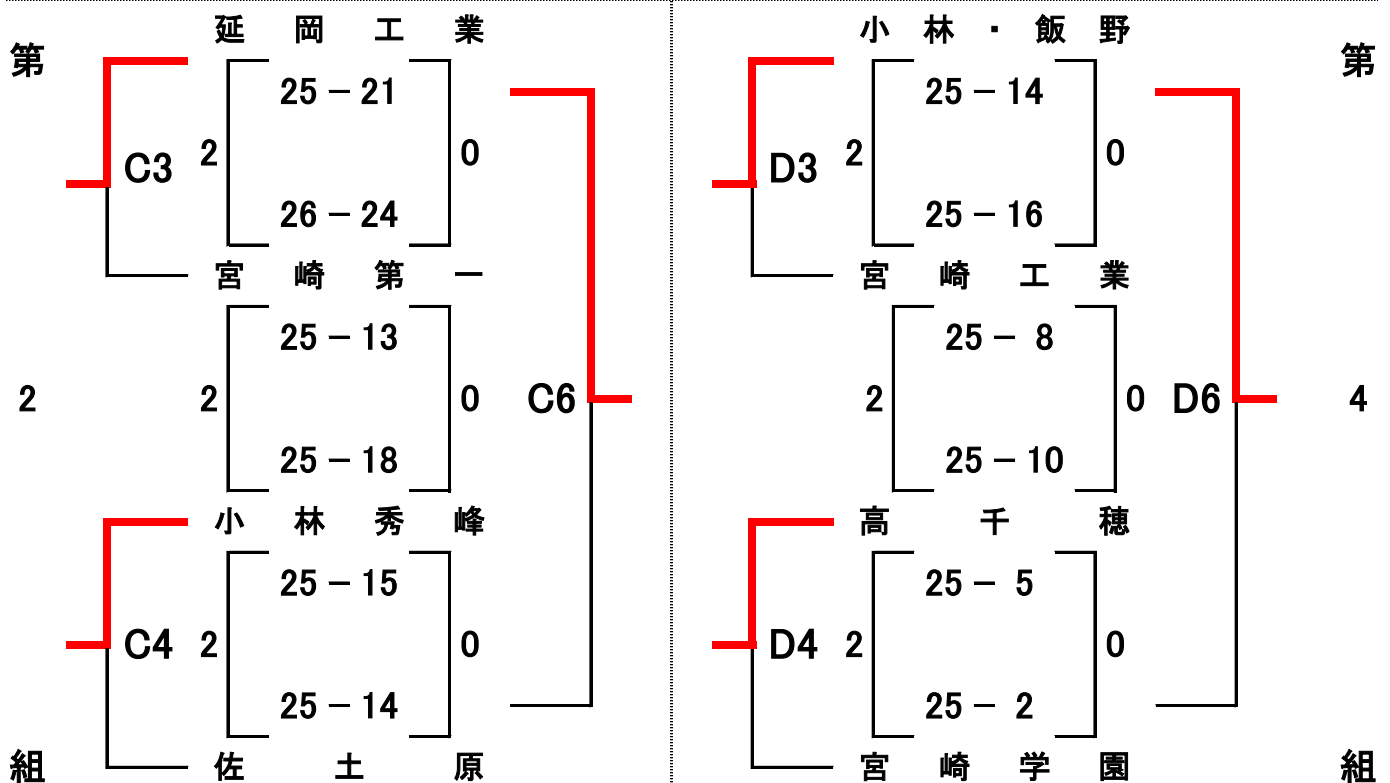 延岡工業
第
25－21
C3 2 0
26－24
宮崎第一
25－13
2 2 0 C6
25－18
小林秀峰
25－15
C4 2 0
25－14
組 佐土原
小林・飯野
第
25－14
D3 2 0
25－16
宮崎工業
25－8
2 0 D6 4
25－10
高千穂
25－5
D4 2 0
25－2
宮崎学園 組